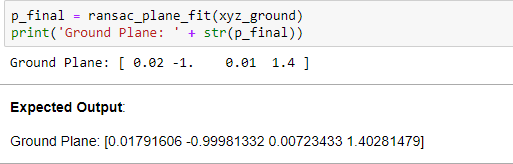 p_final = ransac_plane_fit(xyz_ground)
print('Ground Plane: ' + str(p_final))
Ground Plane: [ 0.02 -1.    0.01  1.4 ]
Expected Output:
Ground Plane: [0.01791606 -0.99981332 0.00723433 1.40281479]